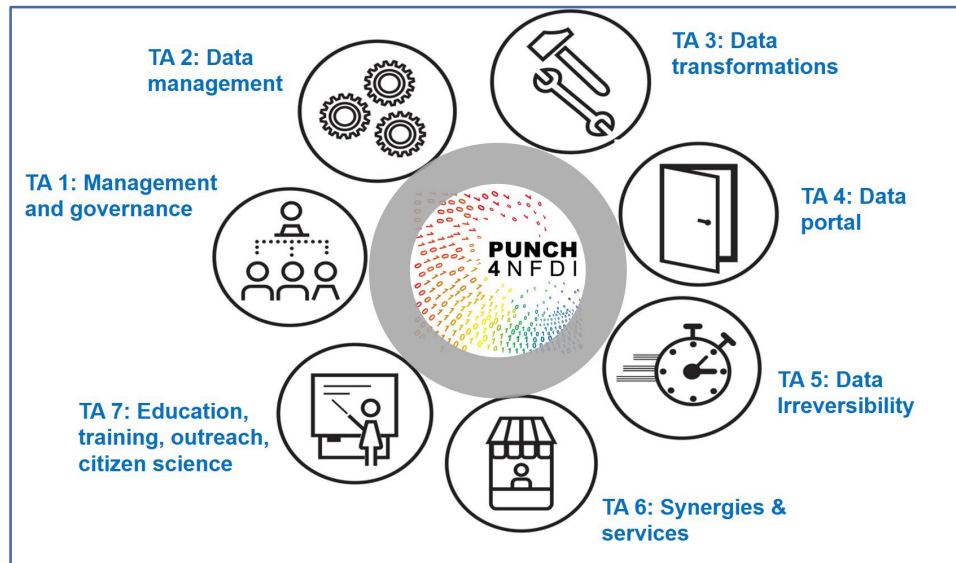 TA 1: Management
and governance
TA 2: Data
management
TA 3: Data
transformations
TA 4: Data
portal
TA 5: Data
Irreversibility
TA 6: Synergies &
services
TA 7: Education,
training, outreach,
citizen science
PUNCH
4NFDI